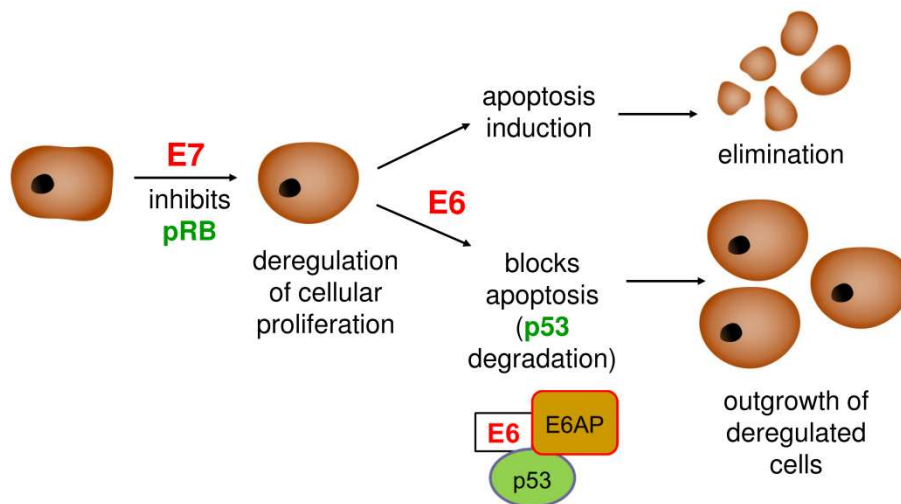 E7
inhibits
pRB
deregulation
of cellular
proliferation
apoptosis
induction
elimination
E6
blocks
apoptosis
(p53
degradation)
E6
E6AP
p53
outgrowth of
deregulated
cells